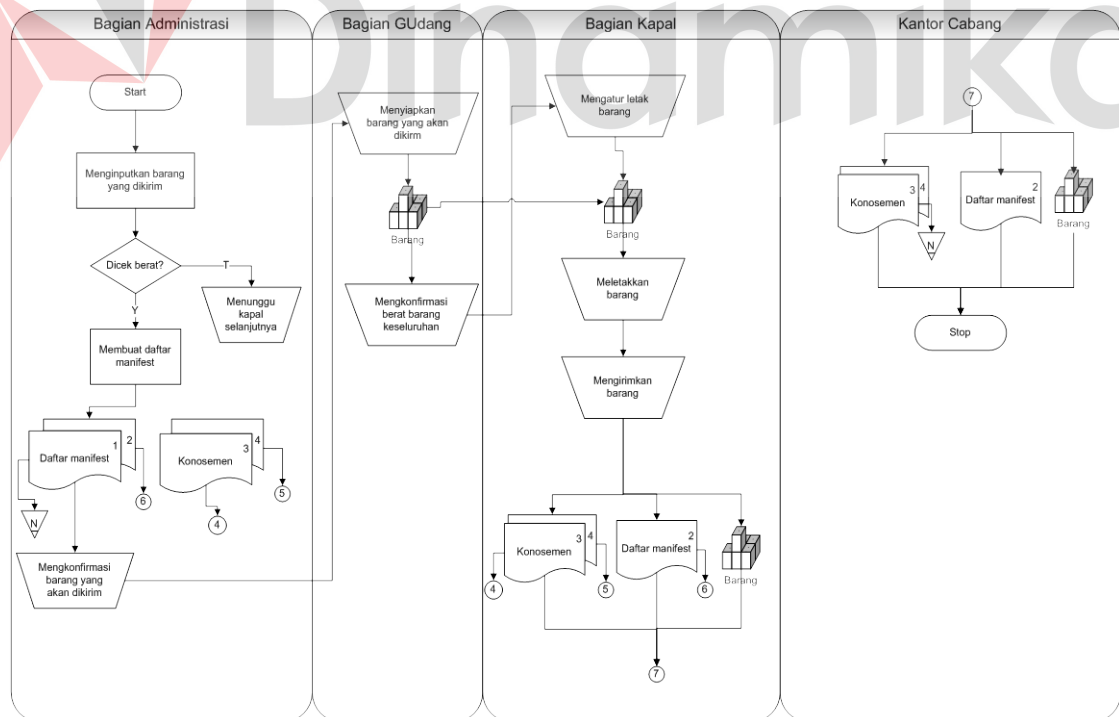 Dinamika
Bagian Administrasi
Bagian GUdang
Bagian Kapal
Kantor Cabang
Start
Menginputkan barang
yang dikirim
Dicek berat?
T
Y
Menunggu
kapal
selanjutnya
Membuat daftar
manifest
Daftar manifest
1
2
N
6
Konosemen
3
4
4
5
Mengkonfirmasi
barang yang
akan dikirim
Menyiapkan
barang yang akan
dikirm
Barang
Mengkonfirmasi
berat barang
keseluruhan
Mengatur letak
barang
Barang
Meletakkan
barang
Mengirimkan
barang
Konosemen
3
4
4
5
Daftar manifest
2
6
Barang
7
7
Konosemen
3
4
N
Daftar manifest
2
Barang
Stop